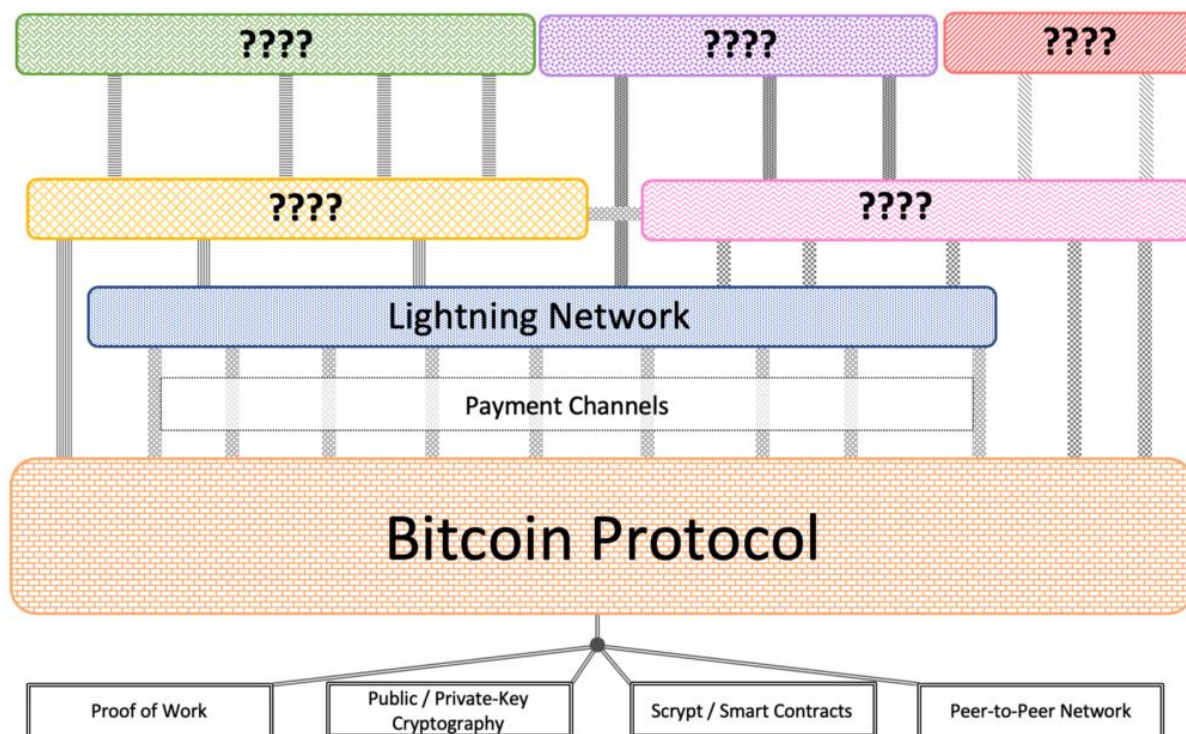 ????
????
????
????
????
Lightning Network
Payment Channels
Bitcoin Protocol
Proof of Work
Public / Private-Key
Cryptography
Scrypt / Smart Contracts
Peer-to-Peer Network